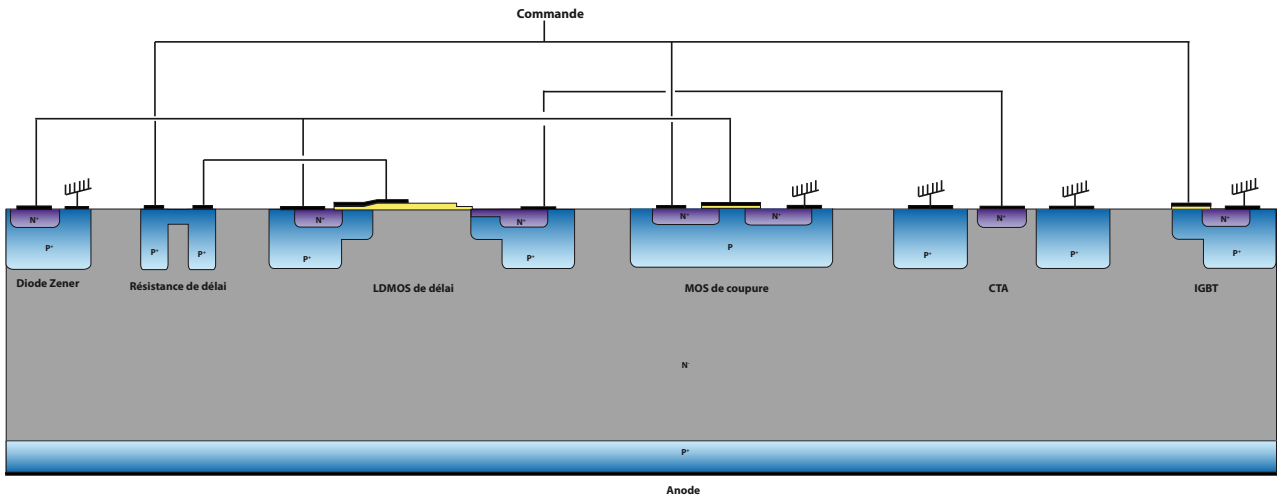 Commande
N⁺
P⁺
Diode Zener
P⁺
P⁺
Résistance de délai
N⁺
P⁺
N⁺
P⁺
LDMOS de délai
N⁺
N⁺
P
MOS de coupure
P⁺
N⁺
P⁺
CTA
N⁺
P⁺
IGBT
N⁻
P⁺
Anode